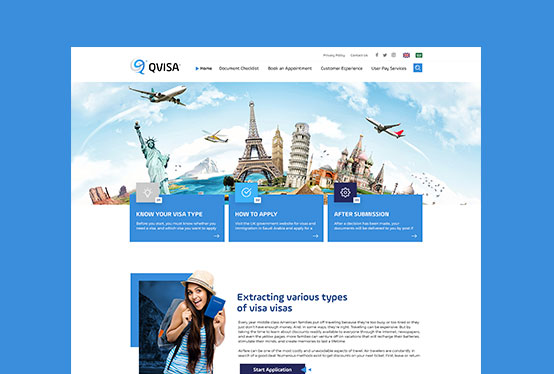 Privacy Policy Contact Us
QVISA
Home Document Checklist Book an Appointment Customer Experience User Pay Services
01
02
03
KNOW YOUR VISA TYPE
Before you start, you must know whether you
need a visa, and which visa you want to apply
HOW TO APPLY
Visit the UK government website for visas and
immigration in Saudi Arabia and apply for a
AFTER SUBMISSION
After a decision has been made, your
documents will be delivered to you by post if
Extracting various types
of visa visas
Every year middle class American families put off traveling because they're too busy, or too tired or they
just don't have enough money. And, in some ways, they're right. Traveling can be expensive. But by
taking the time to learn about discounts readily available to everyone through the internet, newspapers
and even the yellow pages, more families can venture off on vacations that will recharge their batteries,
stimulate their minds, and create memories to last a lifetime.
Airfare can be one of the most costly and unavoidable aspects of travel. Air travelers are constantly in
search of a good deal. Numerous methods exist to get discounts on your next ticket. First, leave or return
Start Application